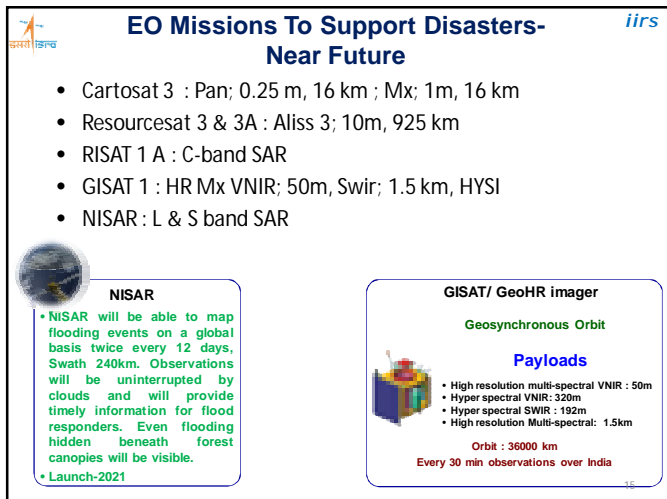 इसरो isro
EO Missions To Support Disasters-
Near Future
iirs
• Cartosat 3 : Pan; 0.25 m, 16 km ; Mx; 1m, 16 km
• Resourcesat 3 & 3A : Aliss 3; 10m, 925 km
• RISAT 1 A : C-band SAR
• GISAT 1 : HR Mx VNIR; 50m, Swir; 1.5 km, HYSI
• NISAR : L & S band SAR
NISAR
• NISAR will be able to map
flooding events on a global
basis twice every 12 days,
Swath 240km. Observations
will be uninterrupted by
clouds and will provide
timely information for flood
responders. Even flooding
hidden beneath forest
canopies will be visible.
• Launch-2021
GISAT/ GeoHR imager
Geosynchronous Orbit
Payloads
• High resolution multi-spectral VNIR : 50m
• Hyper spectral VNIR: 320m
• Hyper spectral SWIR : 192m
• High resolution Multi-spectral: 1.5km
Orbit : 36000 km
Every 30 min observations over India
15